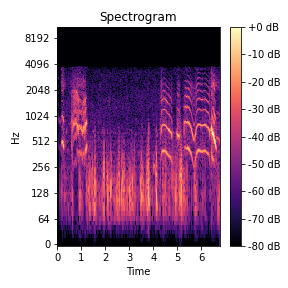 Spectrogram
8192
4096
2048
1024
512
256
128
64
0
Hz
0 1 2 3 4 5 6
Time
+0 dB
-10 dB
-20 dB
-30 dB
-40 dB
-50 dB
-60 dB
-70 dB
-80 dB